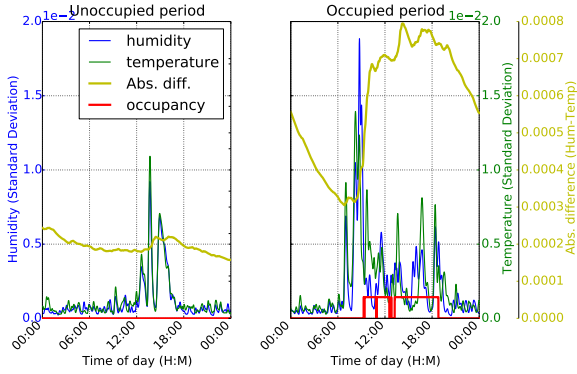 Unoccupied period
Occupied period
1e−2
1e−2
2.0
1.5
1.0
0.5
0.0
Humidity (Standard Deviation)
humidity
temperature
Abs. diff.
occupancy
00:00
06:00
12:00
18:00
00:00
Time of day (H:M)
00:00
06:00
12:00
18:00
00:00
Time of day (H:M)
2.0
1.5
1.0
0.5
0.0
Temperature (Standard Deviation)
0.0008
0.0007
0.0006
0.0005
0.0004
0.0003
0.0002
0.0001
0.0000
Abs. difference (Hum-Temp)